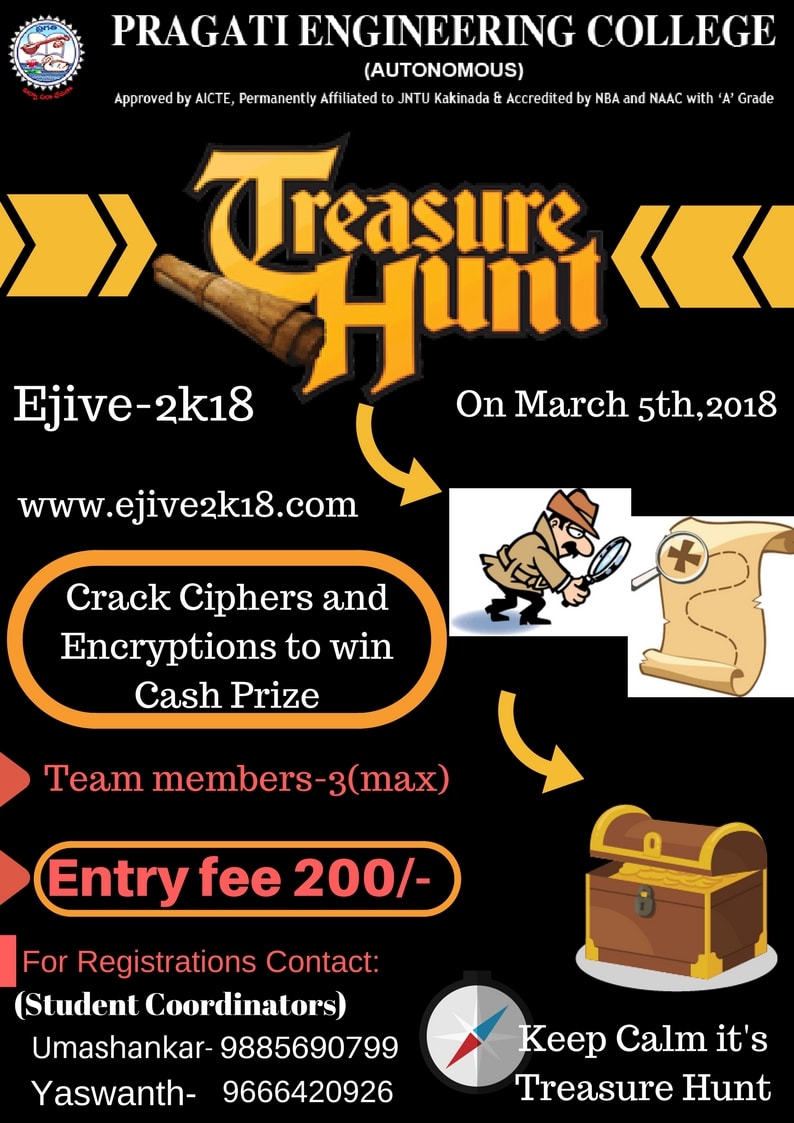 PRAGATI ENGINEERING COLLEGE
(AUTONOMOUS)
Approved by AICTE, Permanently Affiliated to JNTU Kakinada & Accredited by NBA and NAAC with ‘A’ Grade
Treasure
Hunt
Ejive-2k18
On March 5th,2018
www.ejive2k18.com
Crack Ciphers and
Encryptions to win
Cash Prize
Team members-3(max)
Entry fee 200/-
For Registrations Contact:
(Student Coordinators)
Umashankar- 9885690799
Yaswanth- 9666420926
Keep Calm it's
Treasure Hunt